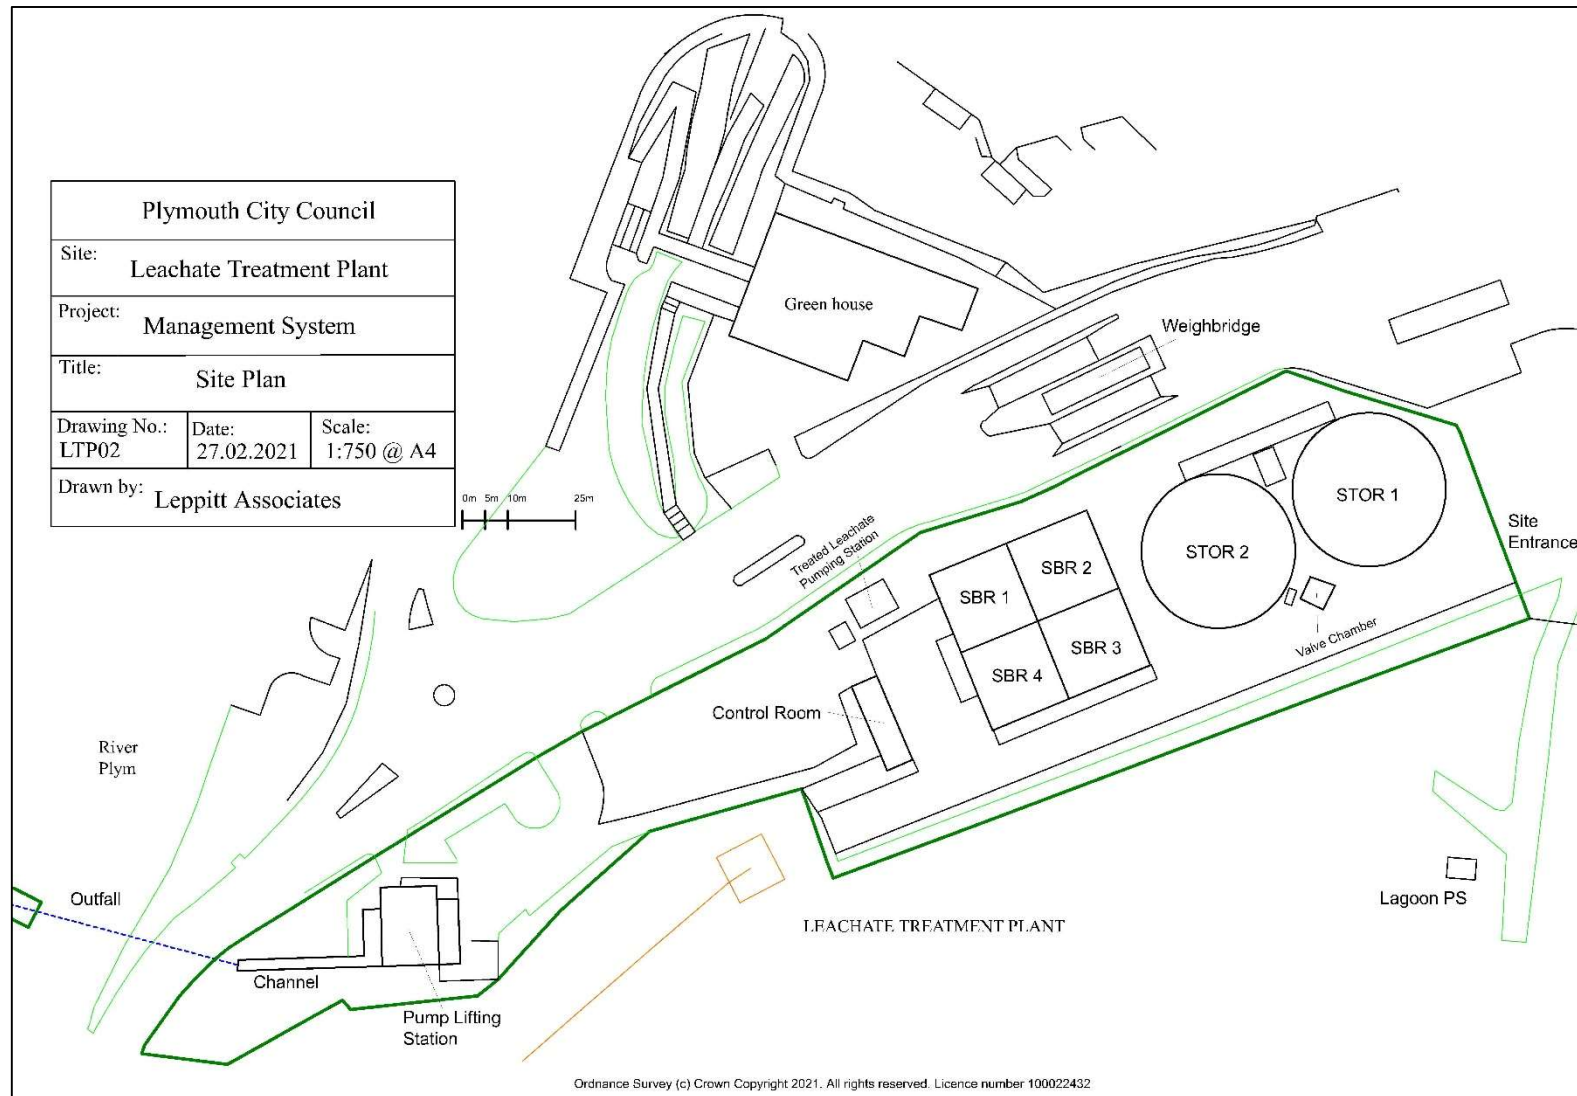 Plymouth City Council
Site:
Leachate Treatment Plant
Project:
Management System
Title:
Site Plan
Drawing No.:
LTP02
Date:
27.02.2021
Scale:
1:750 @ A4
Drawn by:
Leppitt Associates
0m 5m 10m 25m
Green house
Weighbridge
Treated Leachate
Pumping Station
SBR 1
SBR 2
SBR 3
SBR 4
STOR 1
STOR 2
Site
Entrance
Valve Chamber
Control Room
River
Plym
Outfall
Channel
Pump Lifting
Station
LEACHATE TREATMENT PLANT
Lagoon PS
Ordnance Survey (c) Crown Copyright 2021. All rights reserved. Licence number 100022432